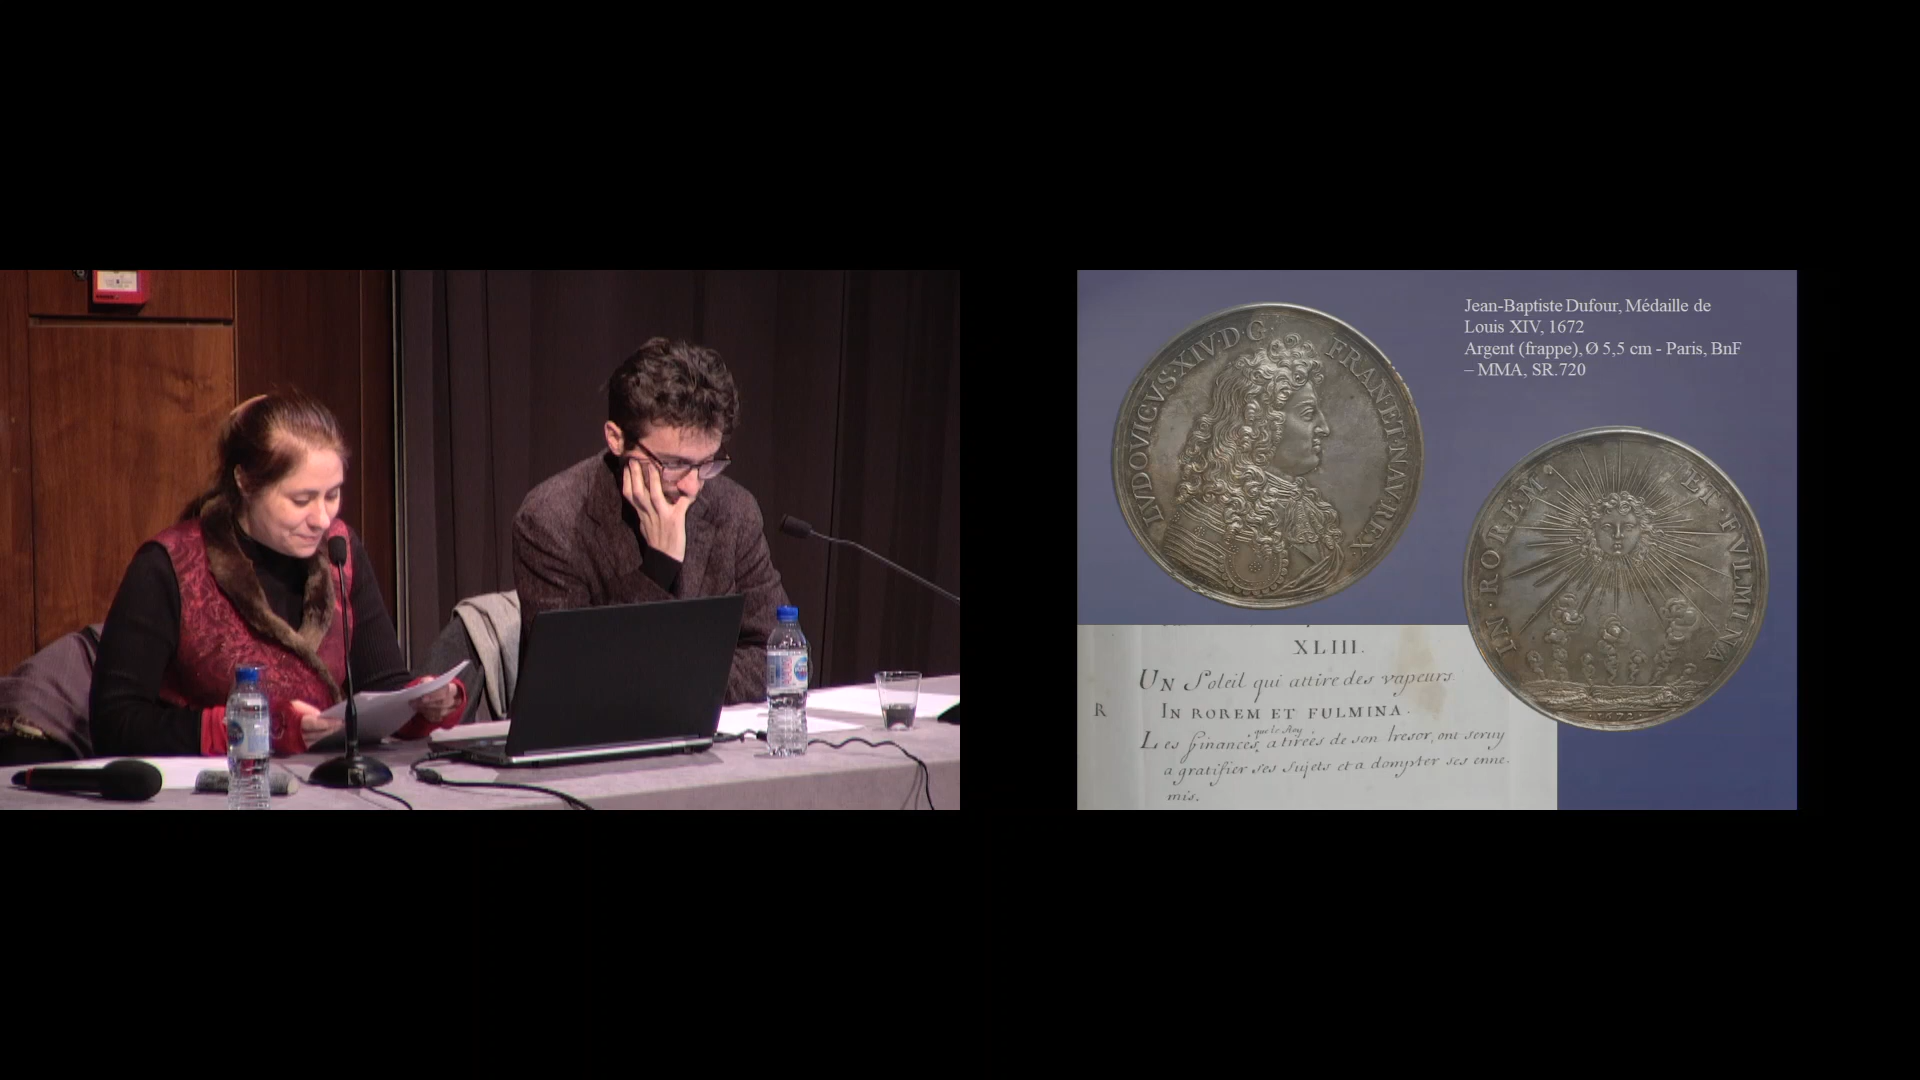 Jean-Baptiste Dufour, Médaille de
Louis XIV, 1672
Argent (frappe), Ø 5,5 cm - Paris, BnF
– MMA, SR.720
LVDOVICVS·XIV·D·G· FRAN·ET·NAV·REX·
IN·ROREM· ET·FVLMINA
1672
XLIII.
R
UN Soleil qui attire des vapeurs.
IN ROREM ET FULMINA.
que le Roy
Les finances, a tirées de son tresor, ont seruy
a gratifier ses sujets et a dompter ses enne-
mis.